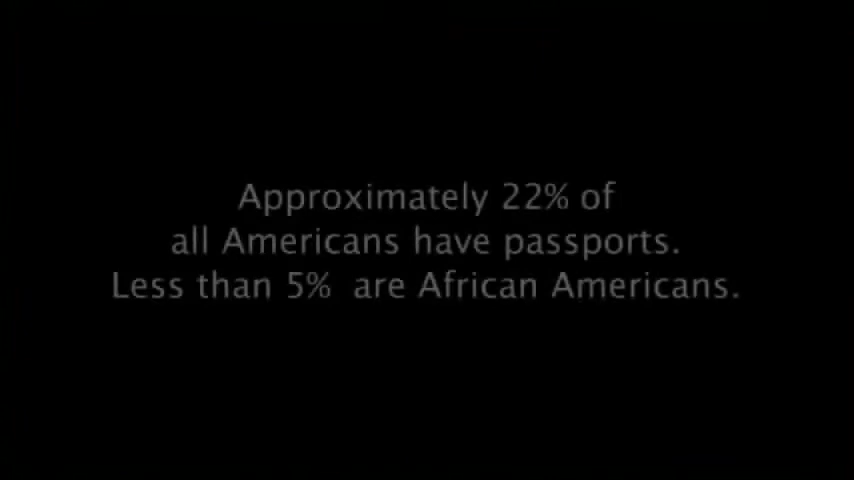 Approximately 22% of
all Americans have passports.
Less than 5% are African Americans.